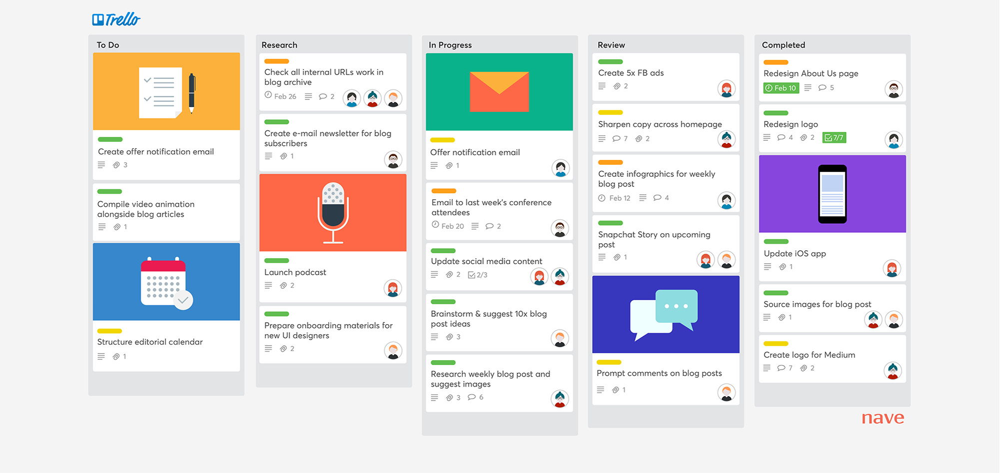 Trello
To Do
Create offer notification email
3
Compile video animation
alongside blog articles
1
Structure editorial calendar
1
Research
Check all internal URLs work in
blog archive
Feb 26 2
Create e-mail newsletter for blog
subscribers
1
Launch podcast
2
Prepare onboarding materials for
new UI designers
2
In Progress
Offer notification email
1
Email to last week's conference
attendees
Feb 20 2
Update social media content
2 2/3
Brainstorm & suggest 10x blog
post ideas
3
Research weekly blog post and
suggest images
3 6
Review
Create 5x FB ads
2
Sharpen copy across homepage
7 2
Create infographics for weekly
blog post
Feb 12 4
Snapchat Story on upcoming
post
1
Prompt comments on blog posts
1
Completed
Redesign About Us page
Feb 10 5
Redesign logo
4 2 7/7
Update iOS app
1
Source images for blog post
1
Create logo for Medium
7 2
nave